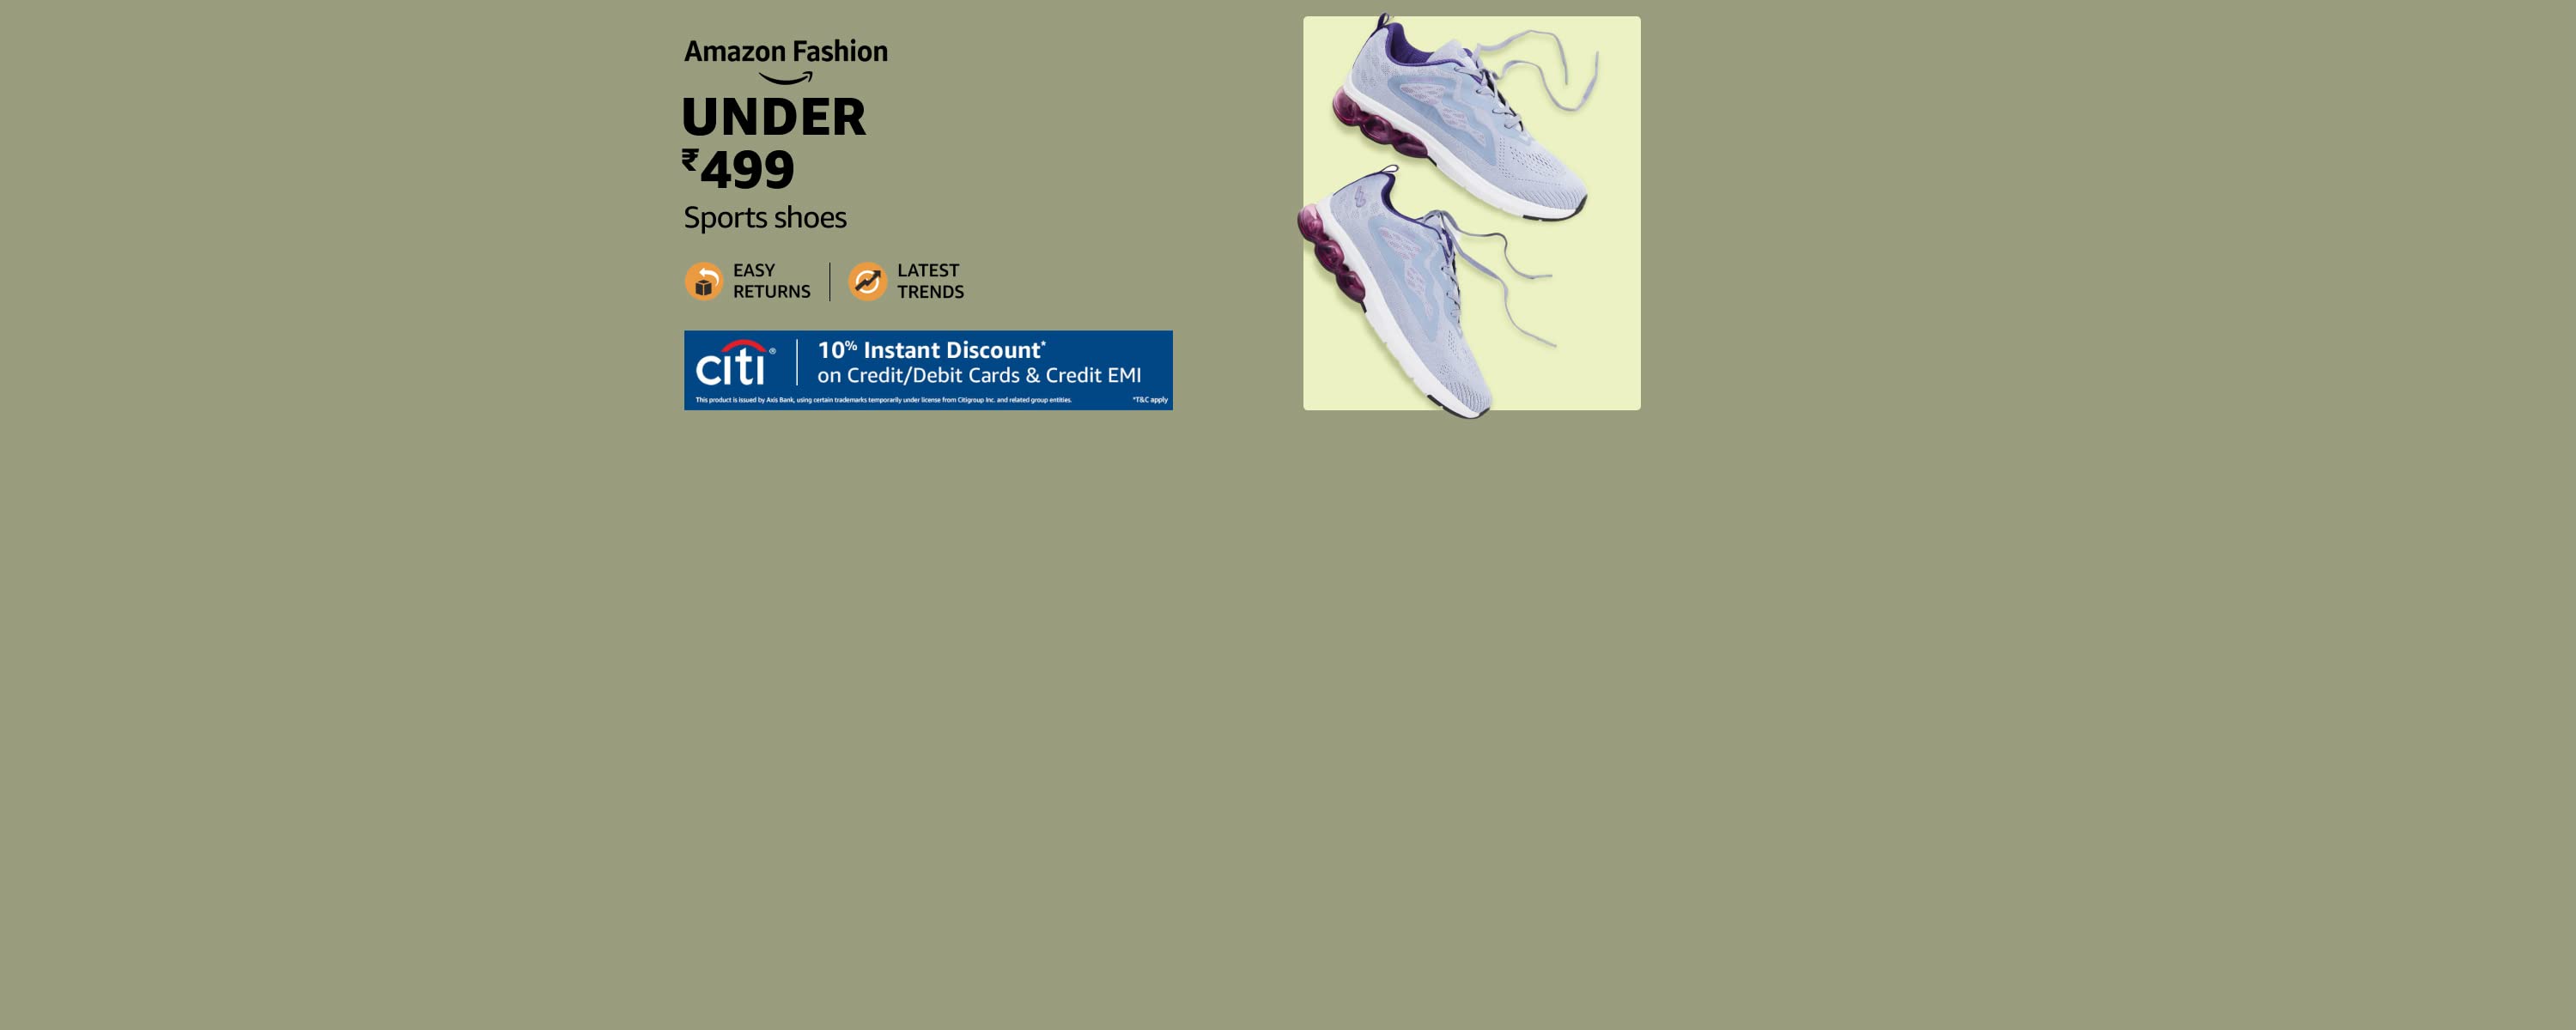 Amazon Fashion
UNDER
₹499
Sports shoes
EASY
RETURNS
LATEST
TRENDS
citi®
10% Instant Discount*
on Credit/Debit Cards & Credit EMI
This product is issued by Axis Bank, using certain trademarks temporarily under license from Citigroup Inc. and related group entities.
*T&C apply